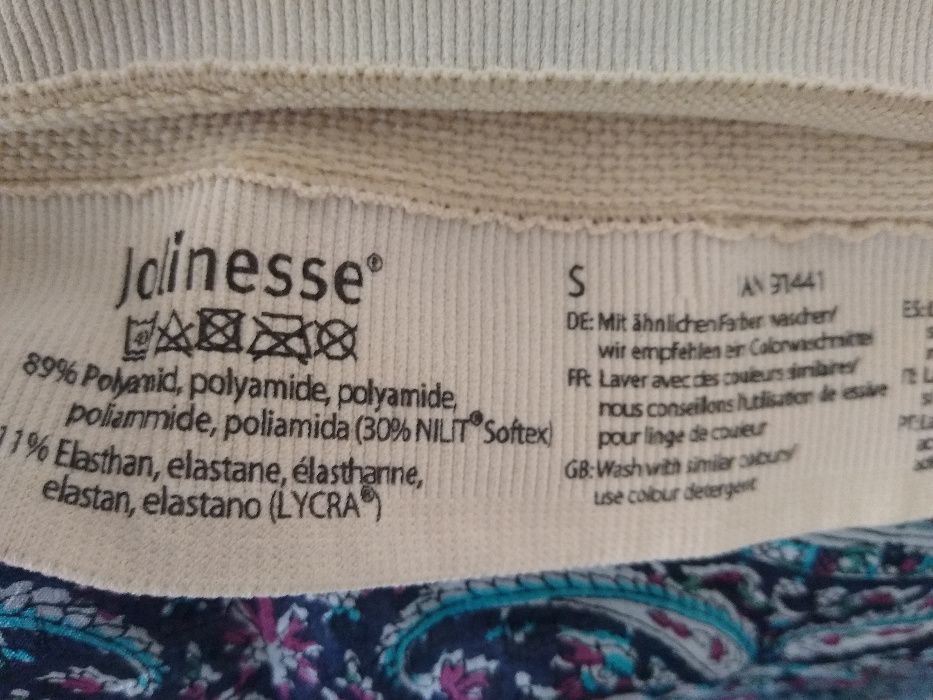 Jolinesse®
40
89% Polyamid, polyamide, polyamide,
poliammide, poliamida (30% NILIT® Softex)
11% Elasthan, elastane, élasthanne,
elastan, elastano (LYCRA®)
S
AN 31441
DE: Mit ähnlichen Farben waschen/
wir empfehlen ein Colorwaschmittel
FR: Laver avec des couleurs similaires/
nous conseillons l'utilisation de lessive
pour linge de couleur
GB: Wash with similar colours/
use colour detergent
ES: